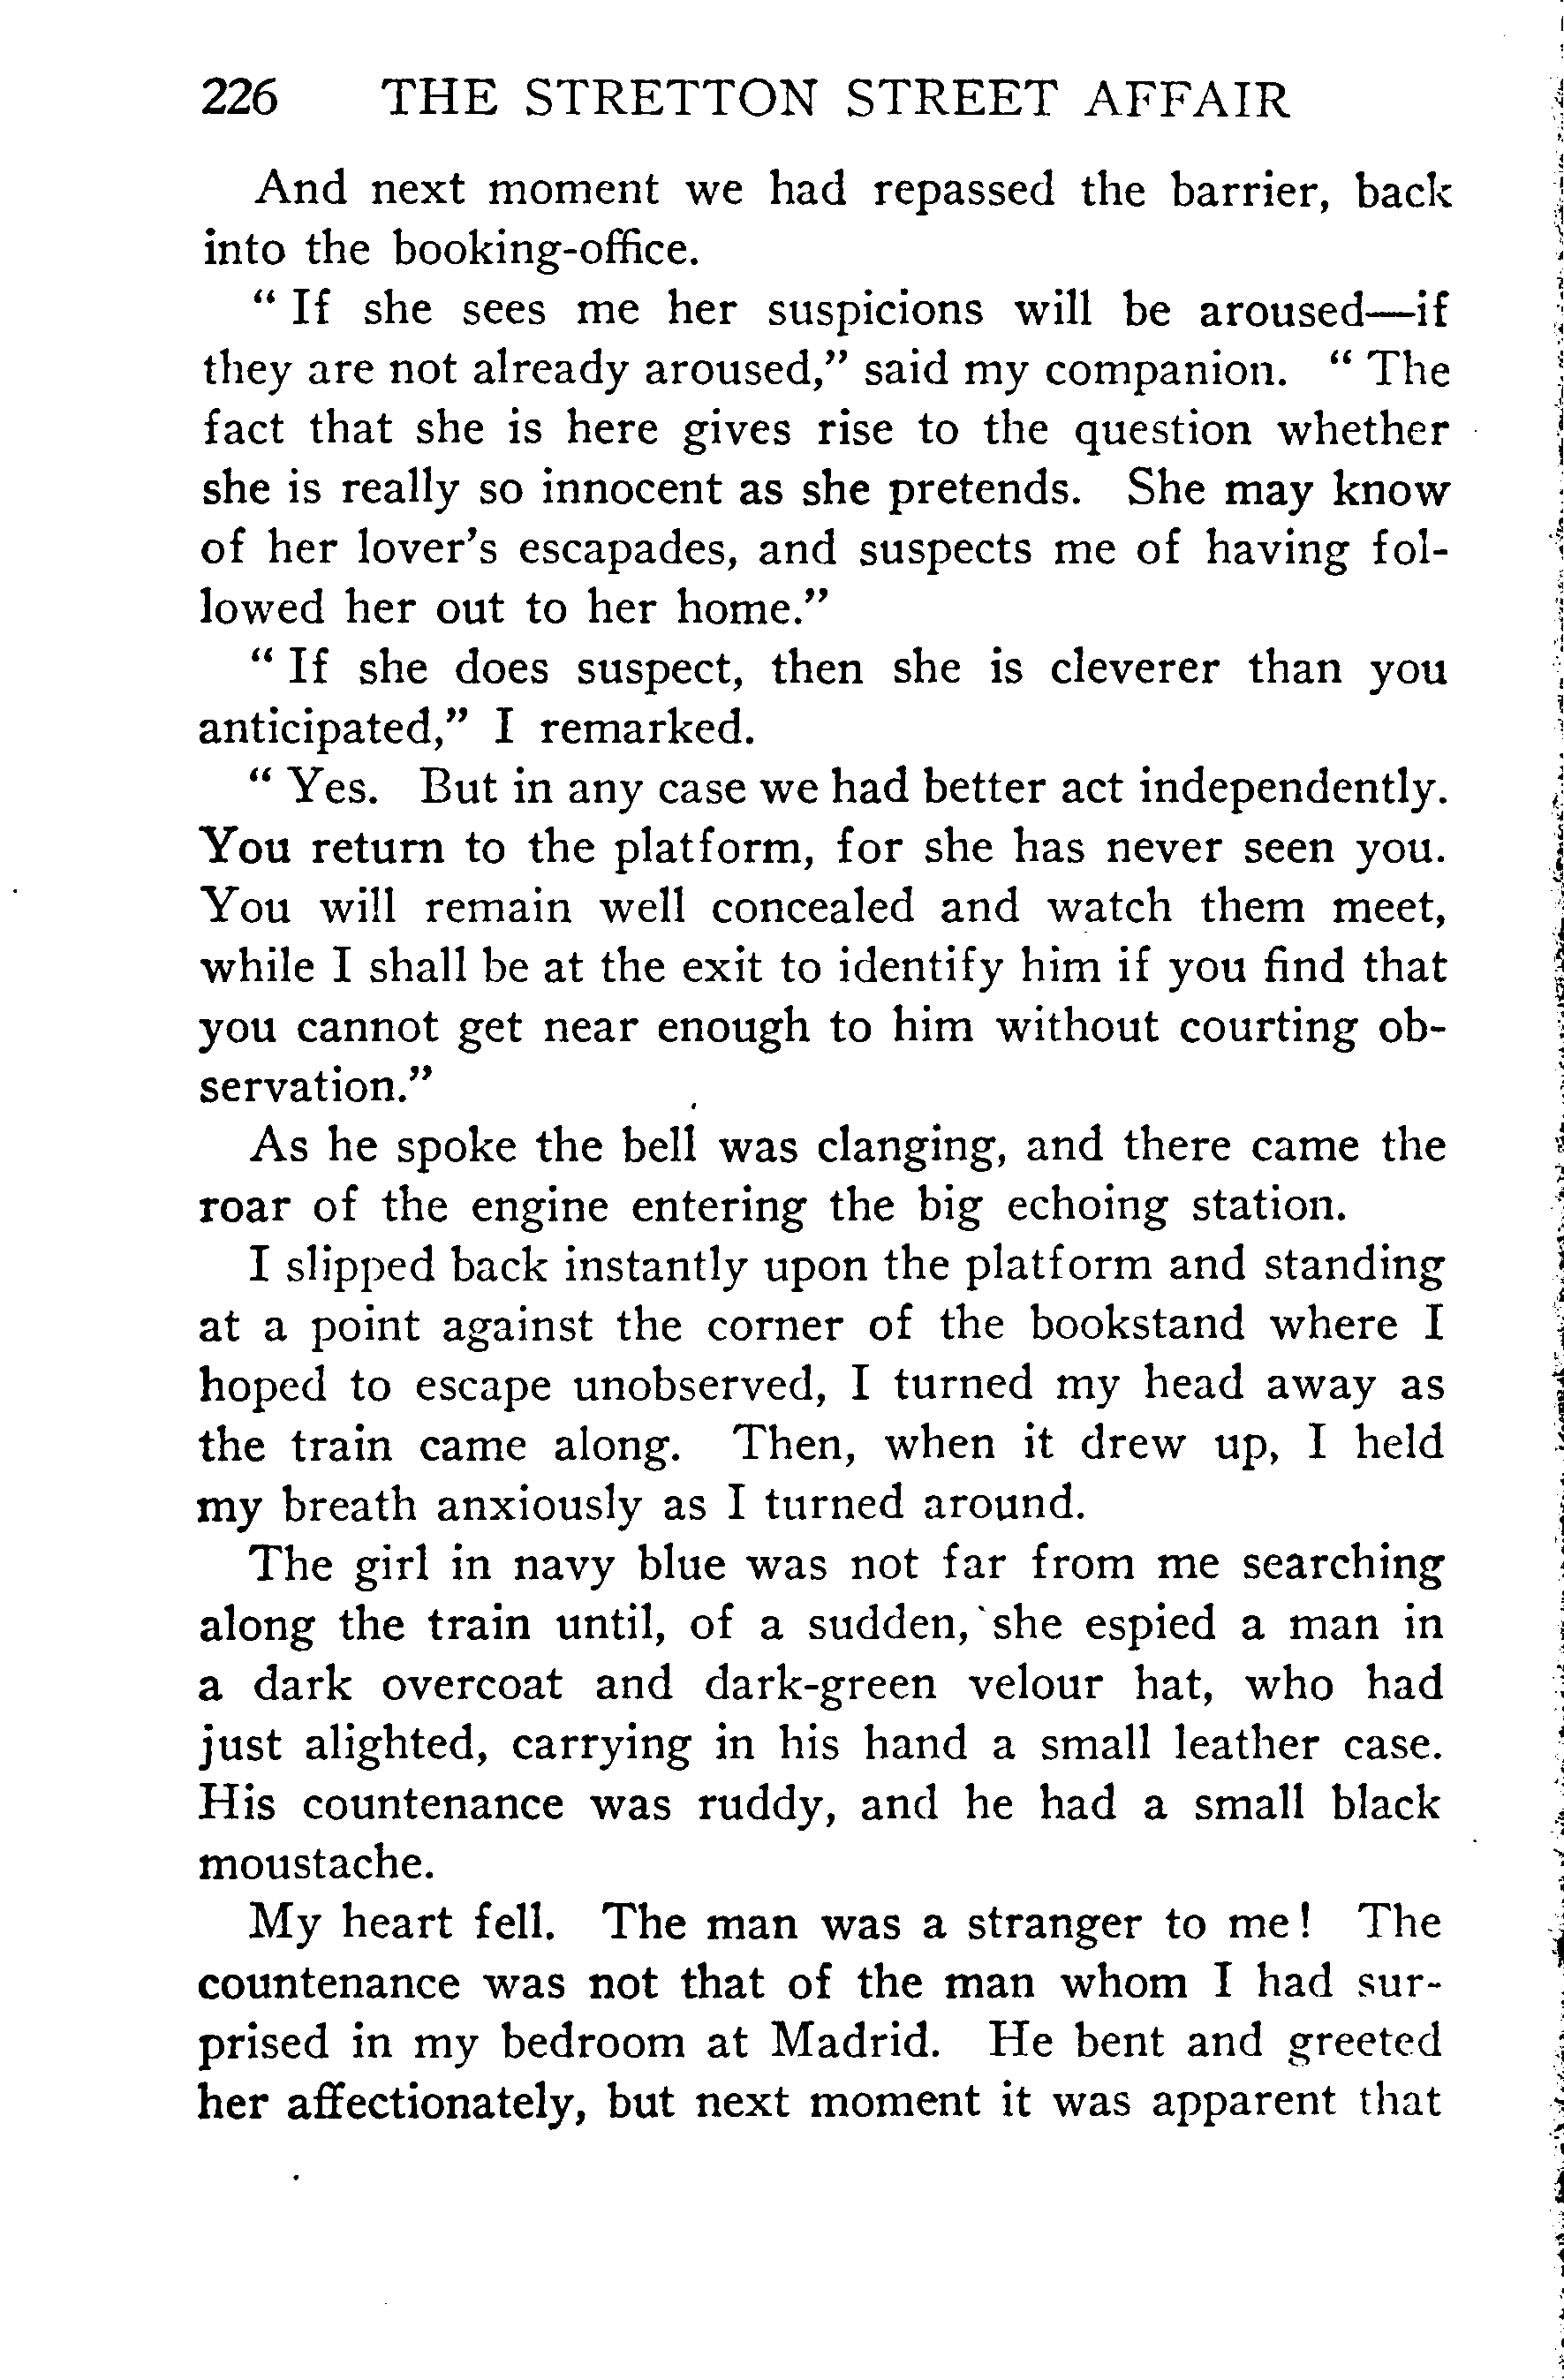 226 THE STRETTON STREET AFFAIR
And next moment we had repassed the barrier, back
into the booking-office.
“ If she sees me her suspicions will be aroused—if
they are not already aroused,” said my companion. “ The
fact that she is here gives rise to the question whether
she is really so innocent as she pretends. She may know
of her lover’s escapades, and suspects me of having fol-
lowed her out to her home.”
“ If she does suspect, then she is cleverer than you
anticipated,” I remarked.
“ Yes. But in any case we had better act independently.
You return to the platform, for she has never seen you.
You will remain well concealed and watch them meet,
while I shall be at the exit to identify him if you find that
you cannot get near enough to him without courting ob-
servation.”
As he spoke the bell was clanging, and there came the
roar of the engine entering the big echoing station.
I slipped back instantly upon the platform and standing
at a point against the corner of the bookstand where I
hoped to escape unobserved, I turned my head away as
the train came along. Then, when it drew up, I held
my breath anxiously as I turned around.
The girl in navy blue was not far from me searching
along the train until, of a sudden, she espied a man in
a dark overcoat and dark-green velour hat, who had
just alighted, carrying in his hand a small leather case.
His countenance was ruddy, and he had a small black
moustache.
My heart fell. The man was a stranger to me! The
countenance was not that of the man whom I had sur-
prised in my bedroom at Madrid. He bent and greeted
her affectionately, but next moment it was apparent that